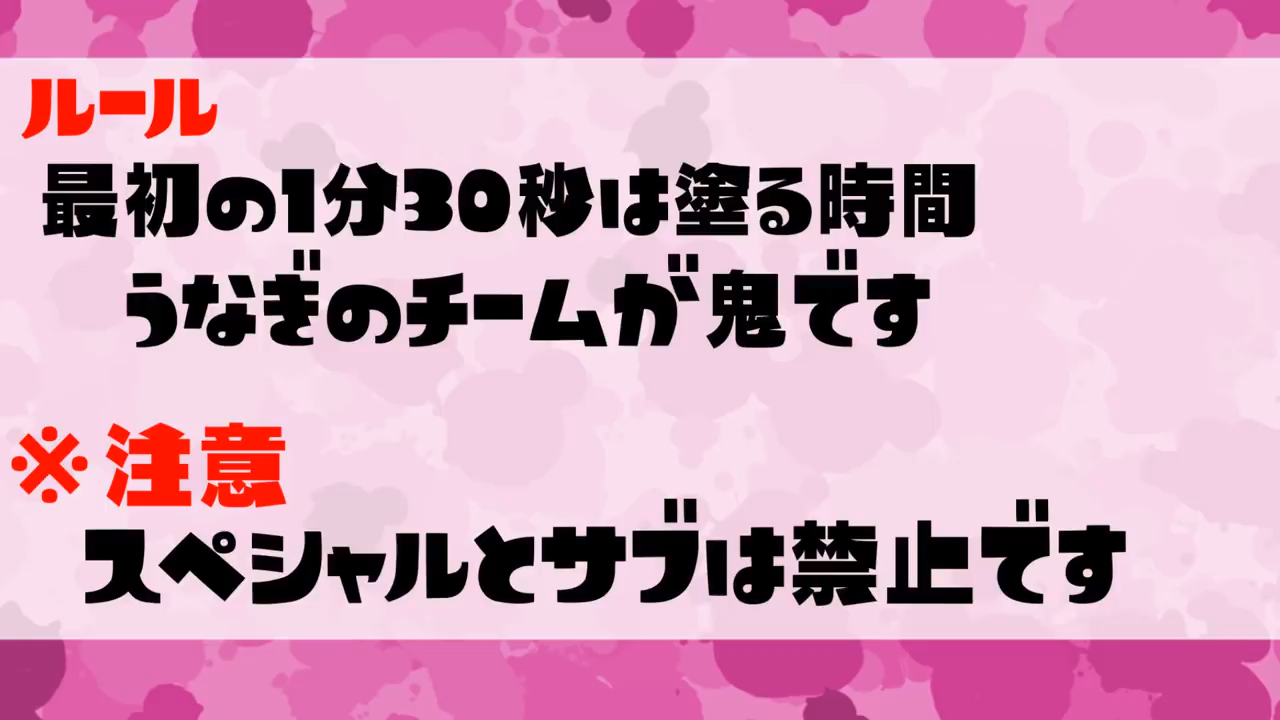 ルール
最初の1分30秒は塗る時間
うなぎのチームが鬼です
※注意
スペシャルとサブは禁止です